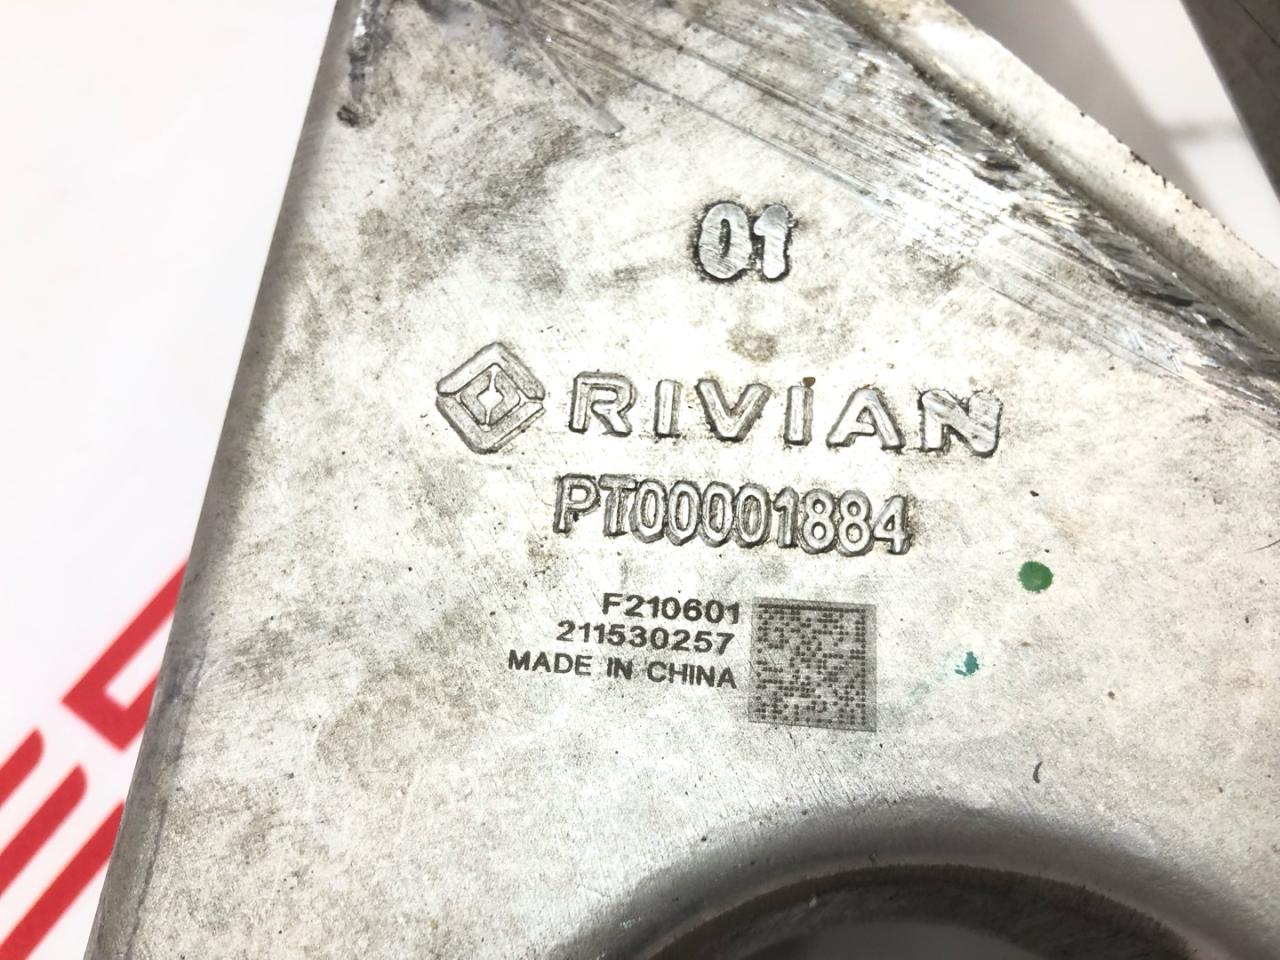 01
RIVIAN
PT00001884
F210601
211530257
MADE IN CHINA